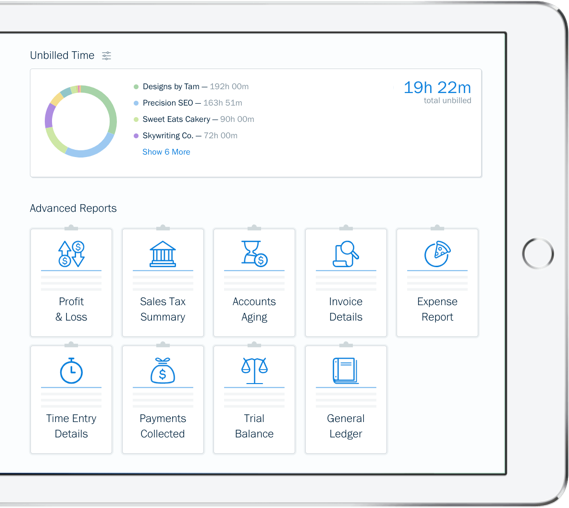 Unbilled Time
Designs by Tam — 192h 00m
Precision SEO — 163h 51m
Sweet Eats Cakery — 90h 00m
Skywriting Co. — 72h 00m
Show 6 More
19h 22m
total unbilled
Advanced Reports
Profit
& Loss
Sales Tax
Summary
Accounts
Aging
Invoice
Details
Expense
Report
Time Entry
Details
Payments
Collected
Trial
Balance
General
Ledger